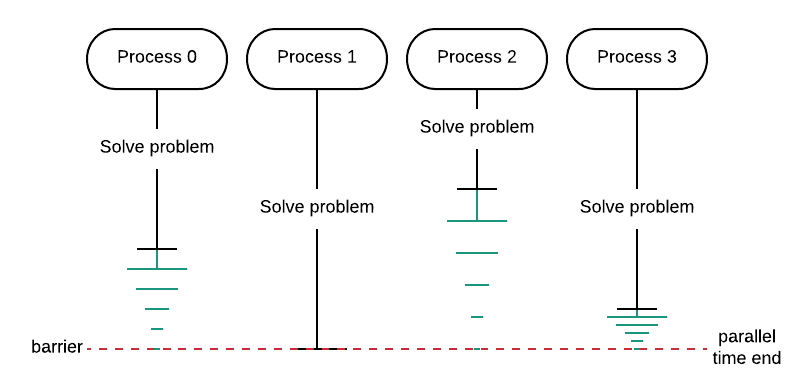 Process 0
Process 1
Process 2
Process 3
Solve problem
Solve problem
Solve problem
Solve problem
barrier
parallel
time end